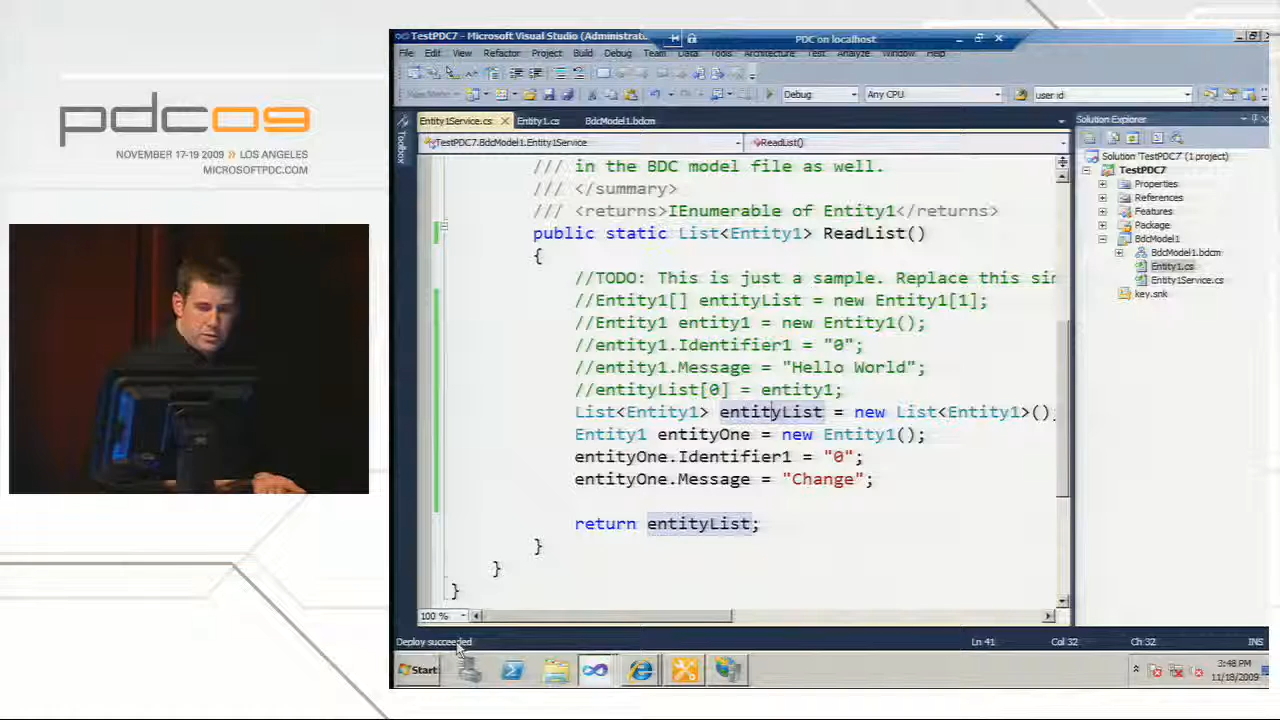 pdc09
NOVEMBER 17-19 2009 » LOS ANGELES
MICROSOFTPDC.COM
TestPDC7 - Microsoft Visual Studio (Administrato
PDC on localhost
File Edit View Refactor Project Build Debug Team Data Tools Architecture Test Analyze Window Help
Debug Any CPU user id
Entity1Service.cs Entity1.cs BdcModel1.bdcm
TestPDC7.BdcModel1.Entity1Service ReadList()
Toolbox
/// in the BDC model file as well.
/// </summary>
/// <returns>IEnumerable of Entity1</returns>
public static List<Entity1> ReadList()
{
//TODO: This is just a sample. Replace this sim
//Entity1[] entityList = new Entity1[1];
//Entity1 entity1 = new Entity1();
//entity1.Identifier1 = "0";
//entity1.Message = "Hello World";
//entityList[0] = entity1;
List<Entity1> entityList = new List<Entity1>();
Entity1 entityOne = new Entity1();
entityOne.Identifier1 = "0";
entityOne.Message = "Change";
return entityList;
}
}
}
100 %
Solution Explorer
Solution 'TestPDC7' (1 project)
TestPDC7
Properties
References
Features
Package
BdcModel1
BdcModel1.bdcm
Entity1.cs
Entity1Service.cs
key.snk
Deploy succeeded Ln 41 Col 32 Ch 32 INS
Start
3:48 PM
11/18/2009